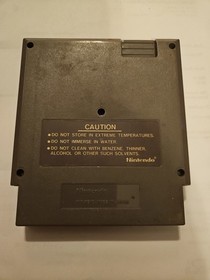 CAUTION
• DO NOT STORE IN EXTREME TEMPERATURES.
• DO NOT IMMERSE IN WATER.
• DO NOT CLEAN WITH BENZENE, THINNER,
ALCOHOL OR OTHER SUCH SOLVENTS.
Nintendo